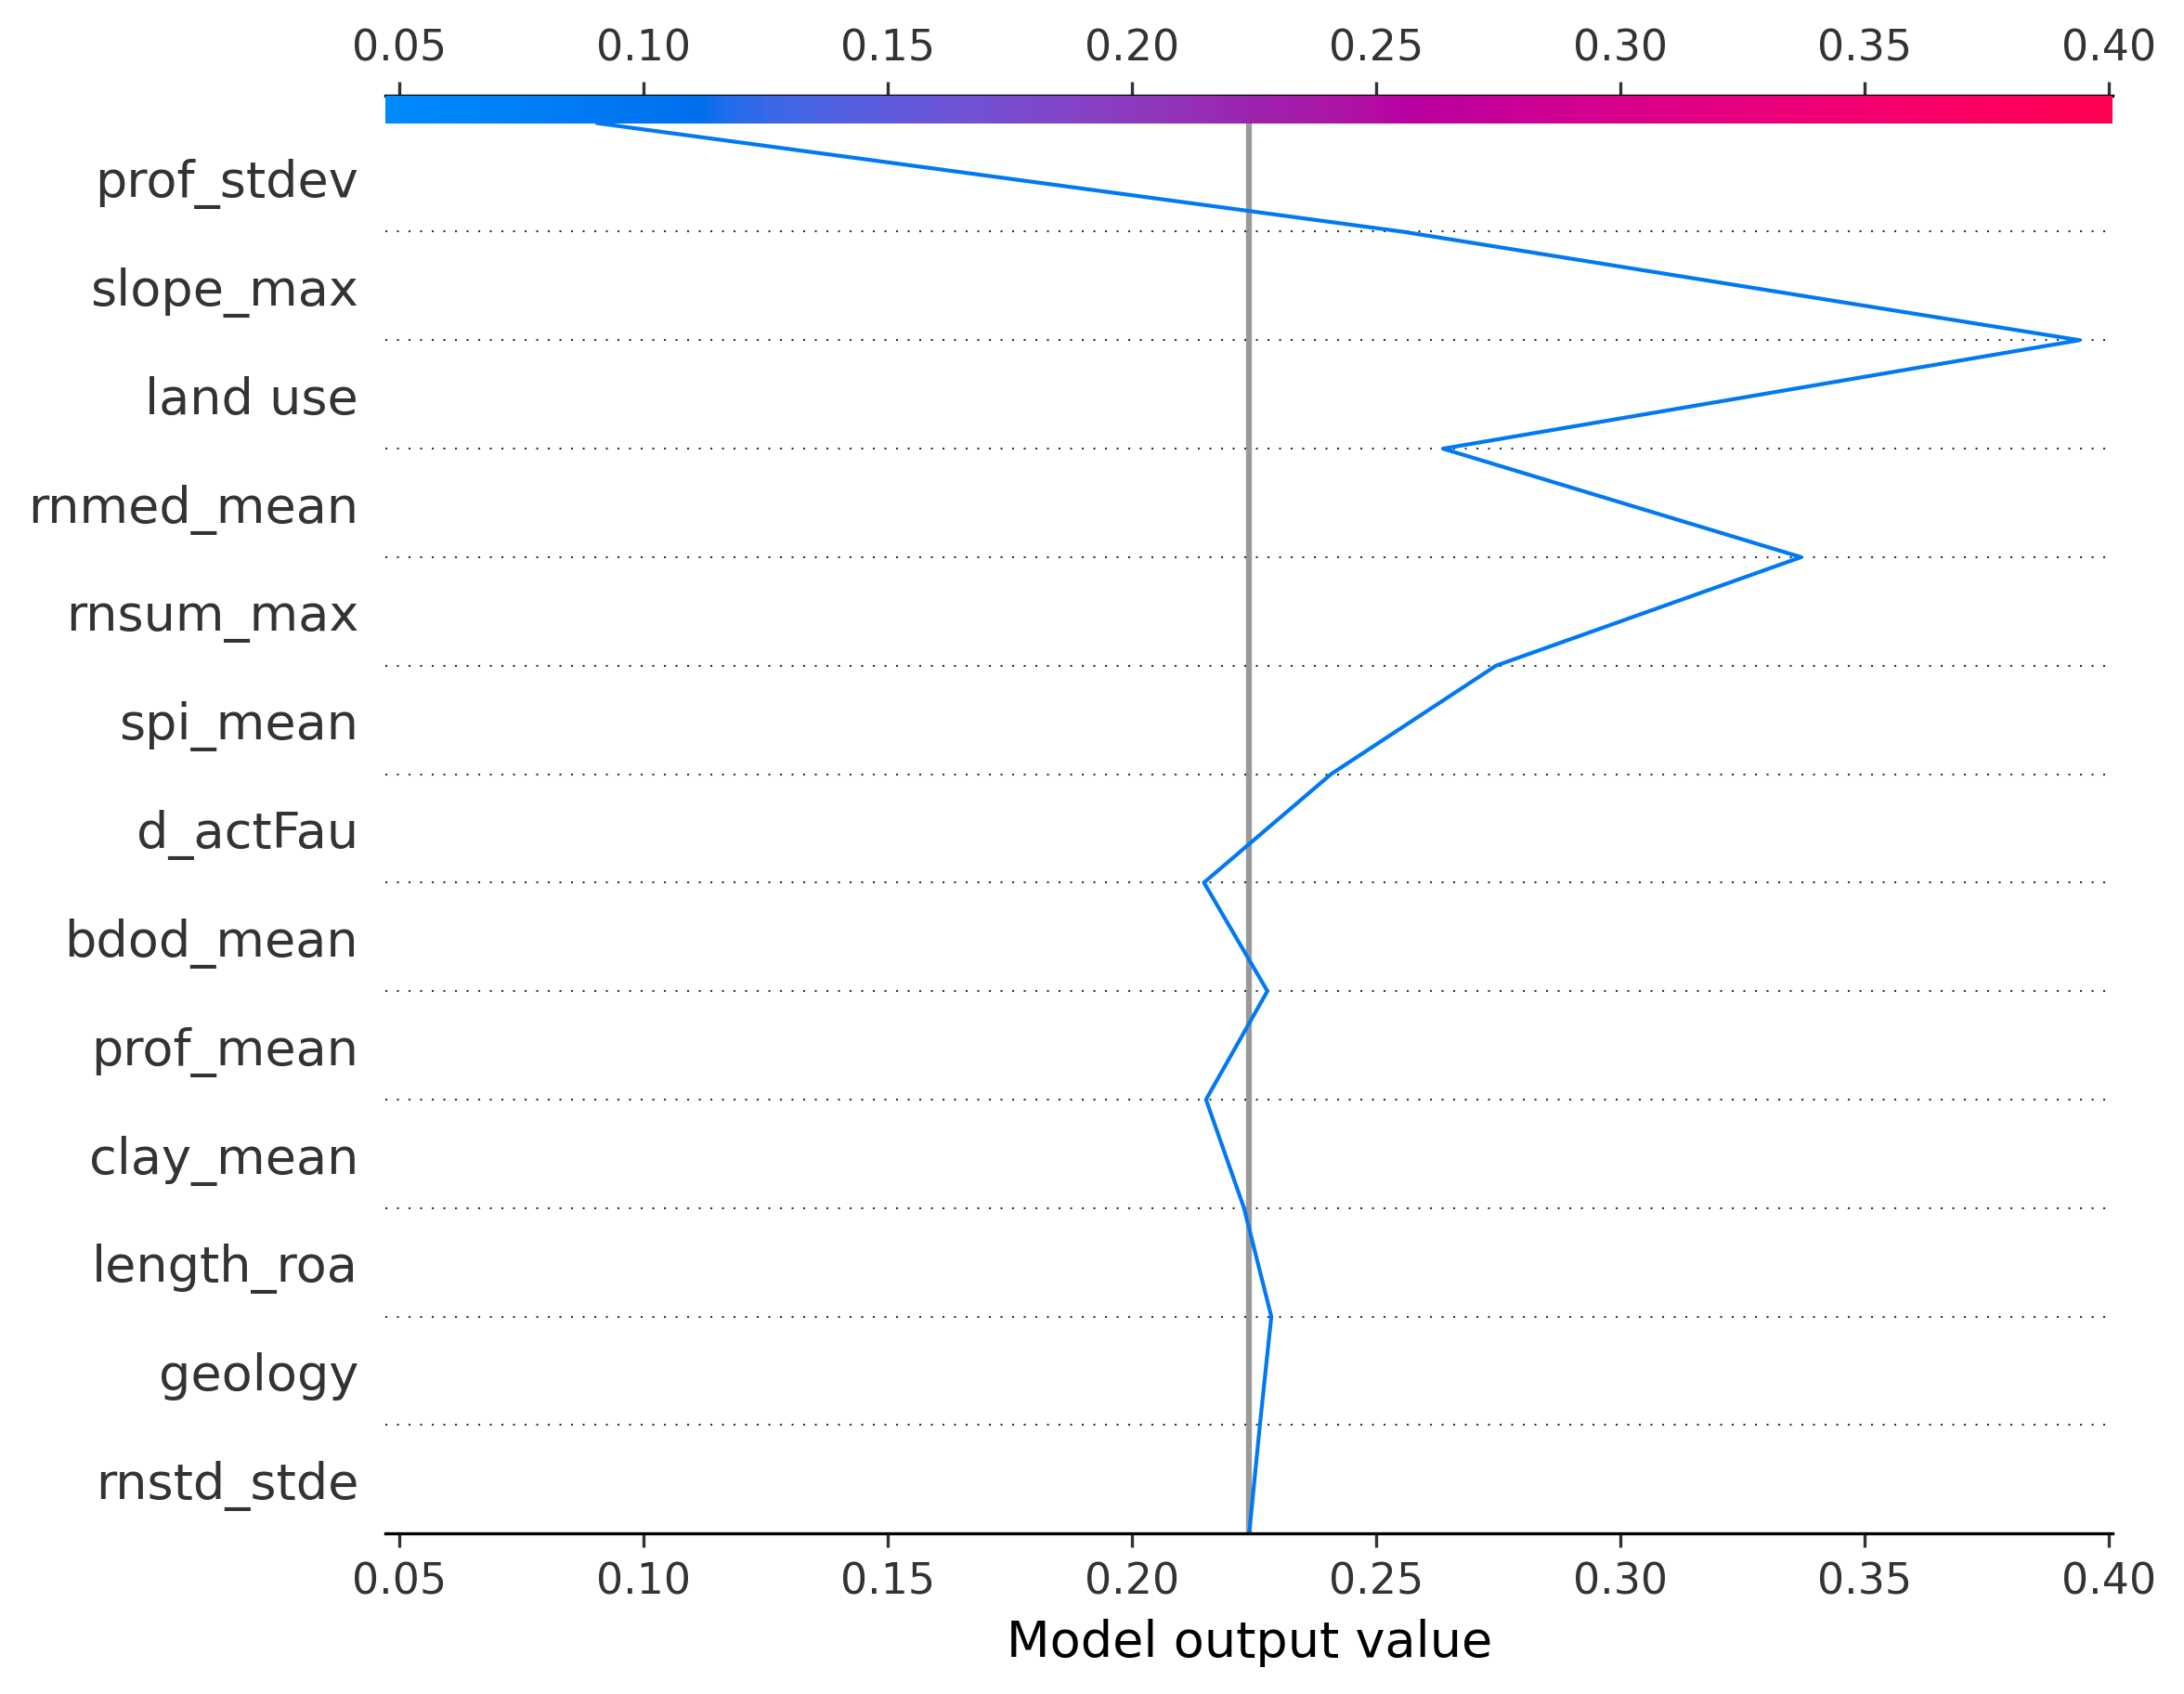 0.05 0.10 0.15 0.20 0.25 0.30 0.35 0.40
prof_stdev
slope_max
land use
rnmed_mean
rnsum_max
spi_mean
d_actFau
bdod_mean
prof_mean
clay_mean
length_roa
geology
rnstd_stde
0.05 0.10 0.15 0.20 0.25 0.30 0.35 0.40
Model output value